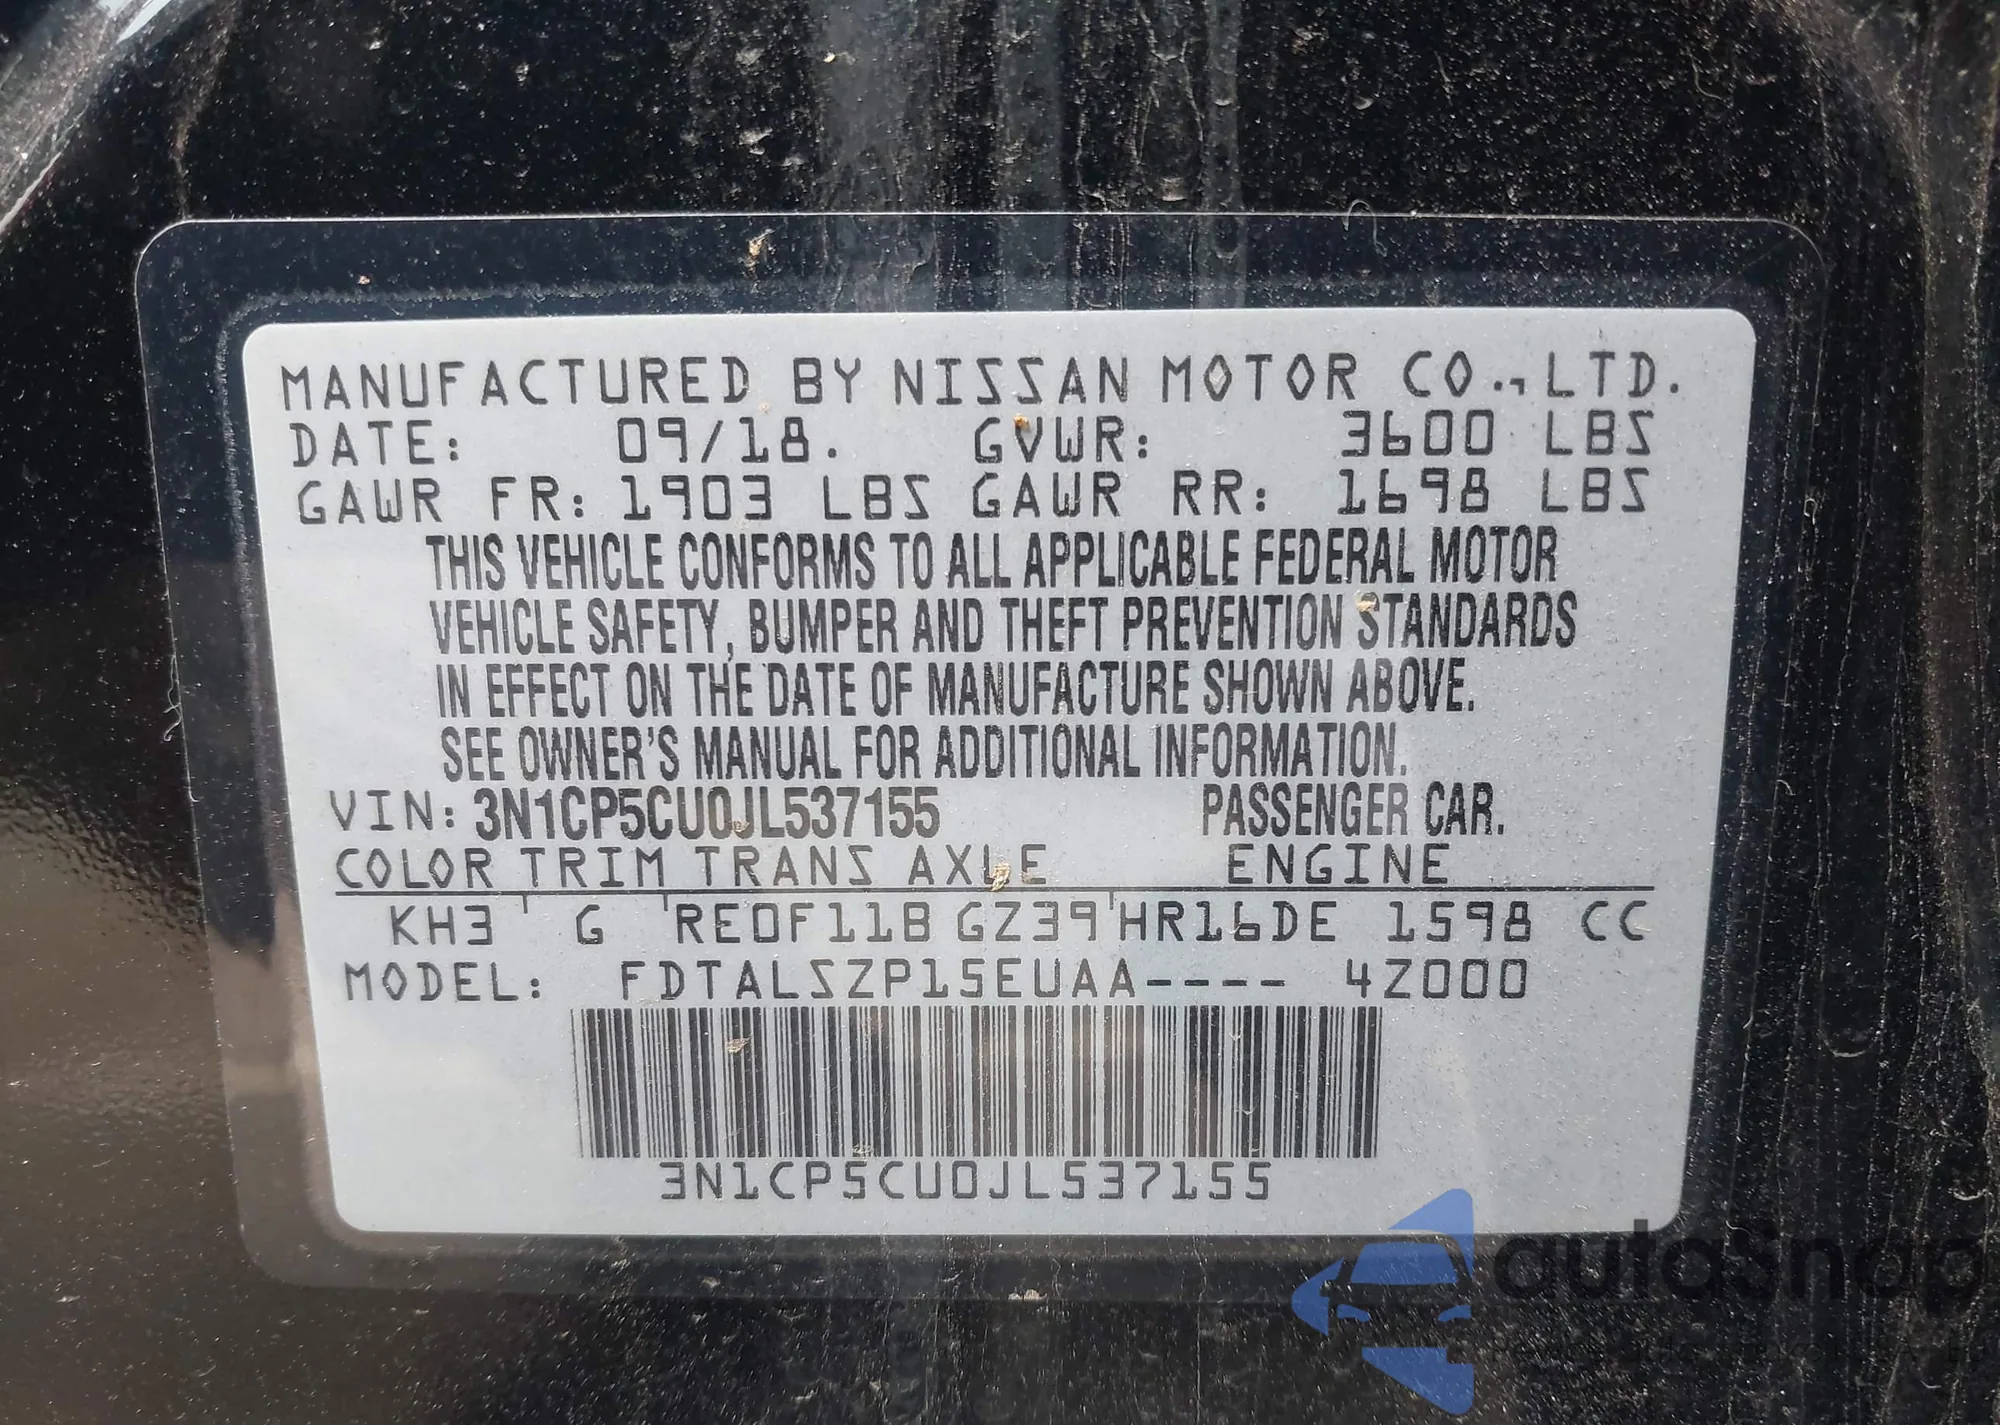 MANUFACTURED BY NISSAN MOTOR CO.,LTD.
DATE: 09/18. GVWR: 3600 LBS
GAWR FR: 1903 LBS GAWR RR: 1698 LBS
THIS VEHICLE CONFORMS TO ALL APPLICABLE FEDERAL MOTOR
VEHICLE SAFETY, BUMPER AND THEFT PREVENTION STANDARDS
IN EFFECT ON THE DATE OF MANUFACTURE SHOWN ABOVE.
SEE OWNER'S MANUAL FOR ADDITIONAL INFORMATION.
VIN: 3N1CP5CU0JL537155 PASSENGER CAR.
COLOR TRIM TRANS AXLE ENGINE
KH3 G RE0F11B GZ39 HR16DE 1598 CC
MODEL: FDTALSZP15EUAA---- 4Z000
3N1CP5CU0JL537155
autoSnap